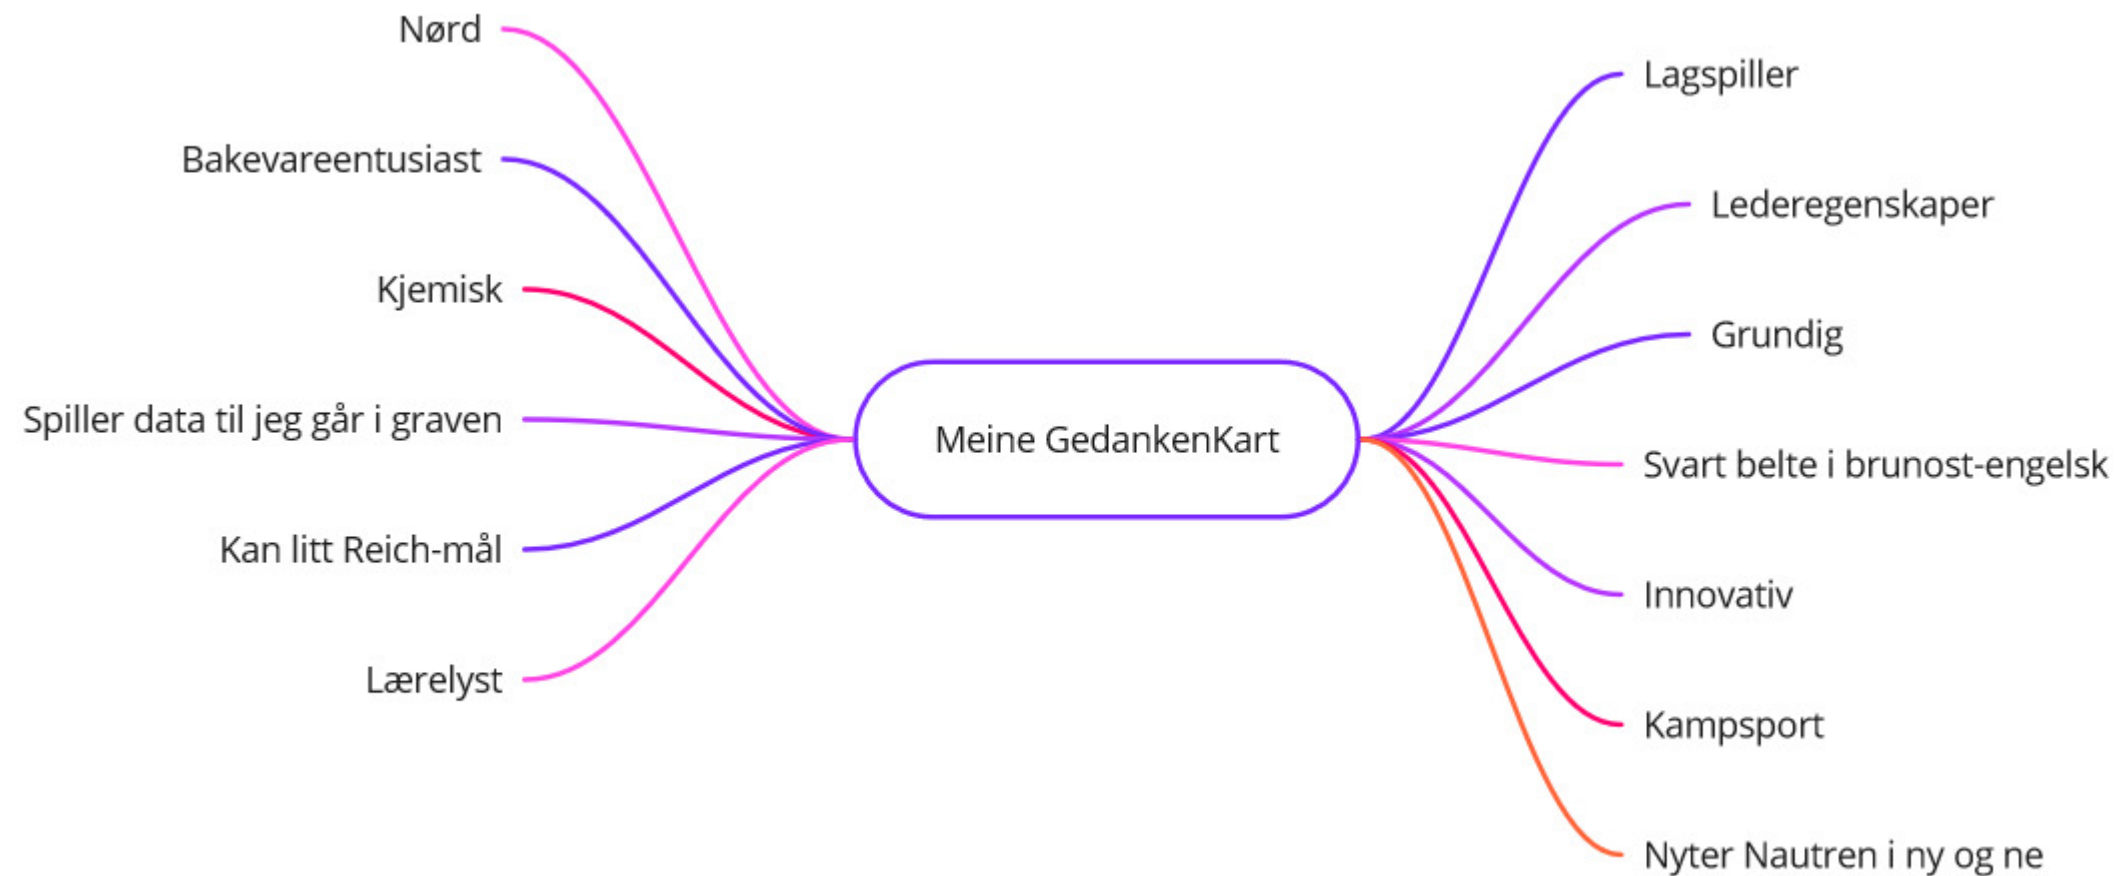 Nørd
Bakevareentusiast
Kjemisk
Spiller data til jeg går i graven
Kan litt Reich-mål
Lærelyst
Meine GedankenKart
Lagspiller
Lederegenskaper
Grundig
Svart belte i brunost-engelsk
Innovativ
Kampsport
Nyter Nautren i ny og ne